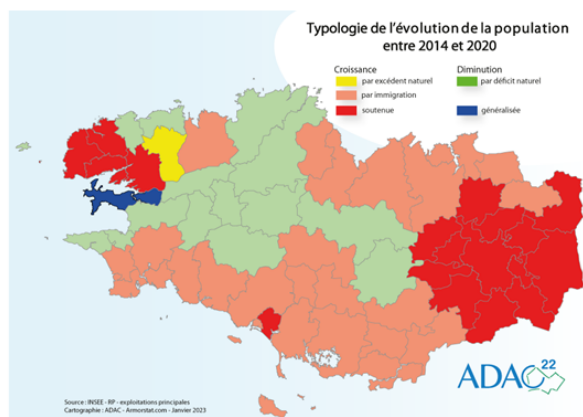 Typologie de l'évolution de la population
entre 2014 et 2020
Croissance
par excédent naturel
par immigration
soutenue
Diminution
par déficit naturel
généralisée
ADAC 22
Source : INSEE - RP - exploitations principales
Cartographie : ADAC - Armorstat.com - Janvier 2023